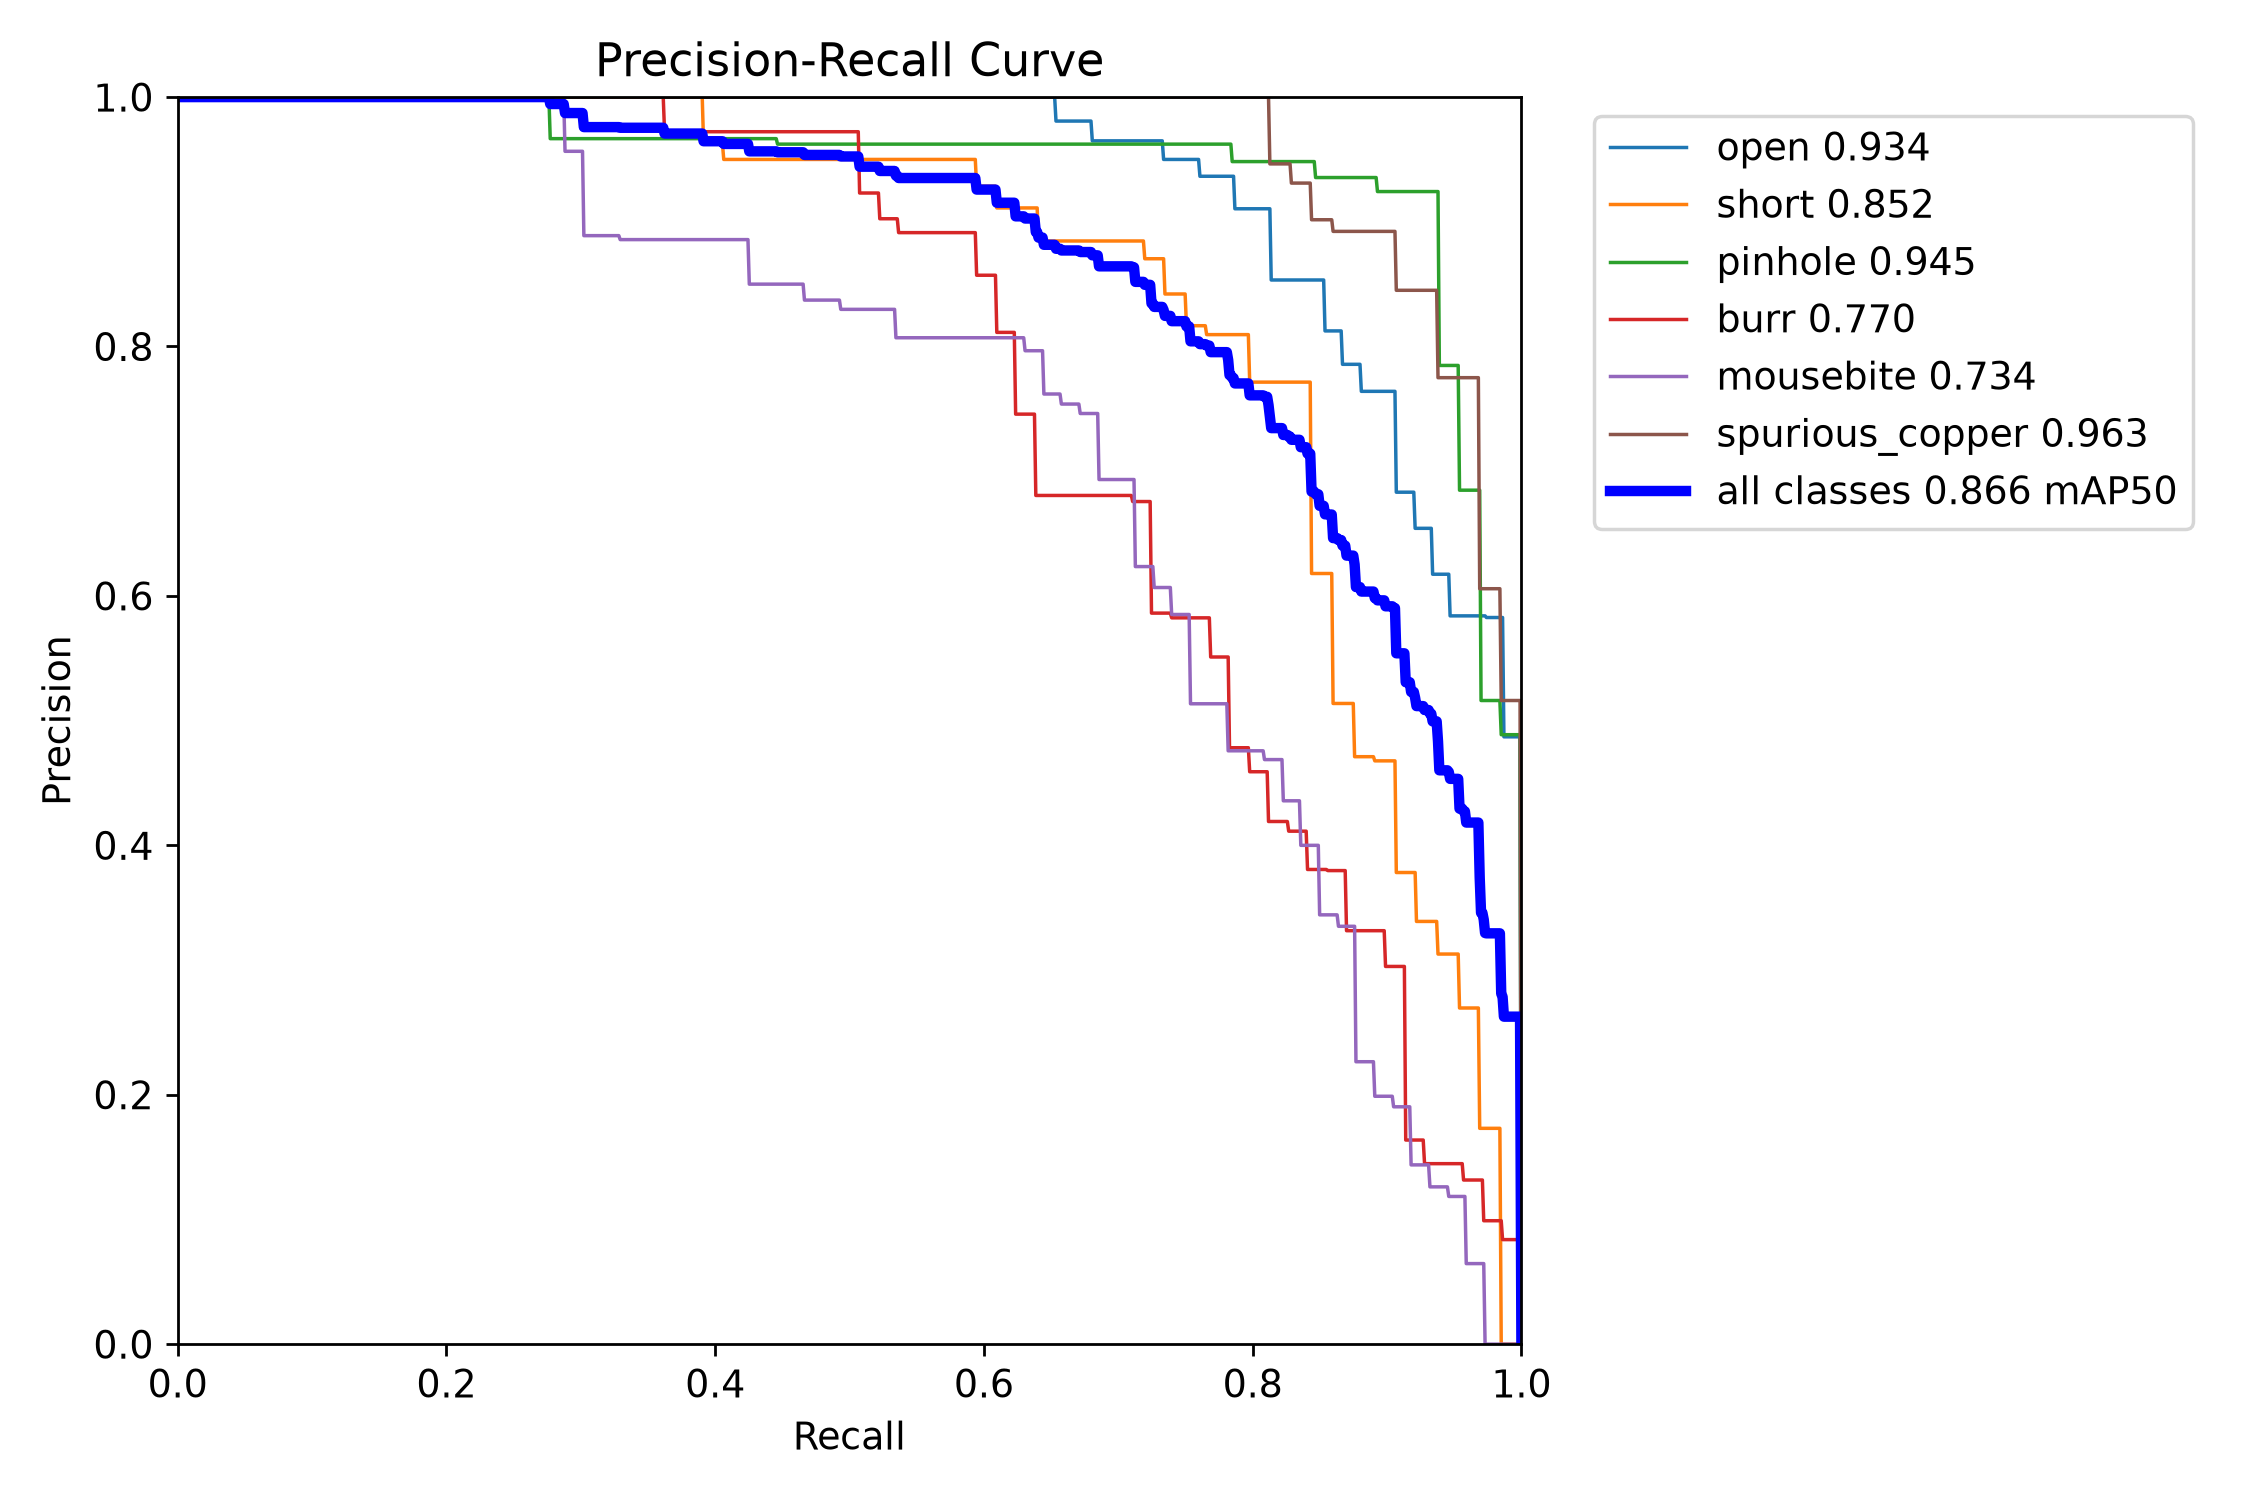 Precision-Recall Curve
1.0
0.8
0.6
0.4
0.2
0.0
Precision
0.0 0.2 0.4 0.6 0.8 1.0
Recall
open 0.934
short 0.852
pinhole 0.945
burr 0.770
mousebite 0.734
spurious_copper 0.963
all classes 0.866 mAP50